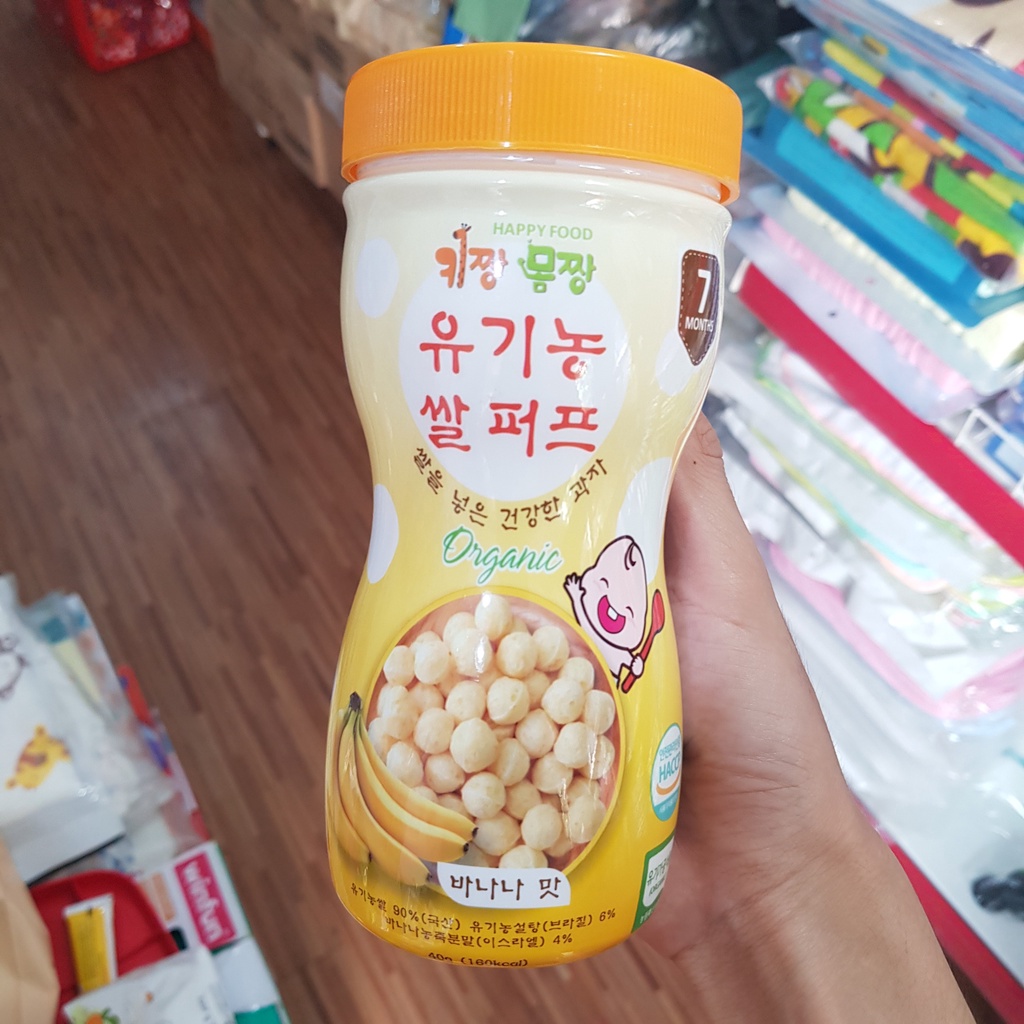 HAPPY FOOD
키짱 몸짱
7
MONTHS
유기농
쌀퍼프
쌀을 넣은 건강한 과자
Organic
HACC
바나나 맛
유기농쌀 90%(국산) 유기농설탕(브라질) 6%
바나나농축분말(이스라엘) 4%
40g (160kcal)
winfun